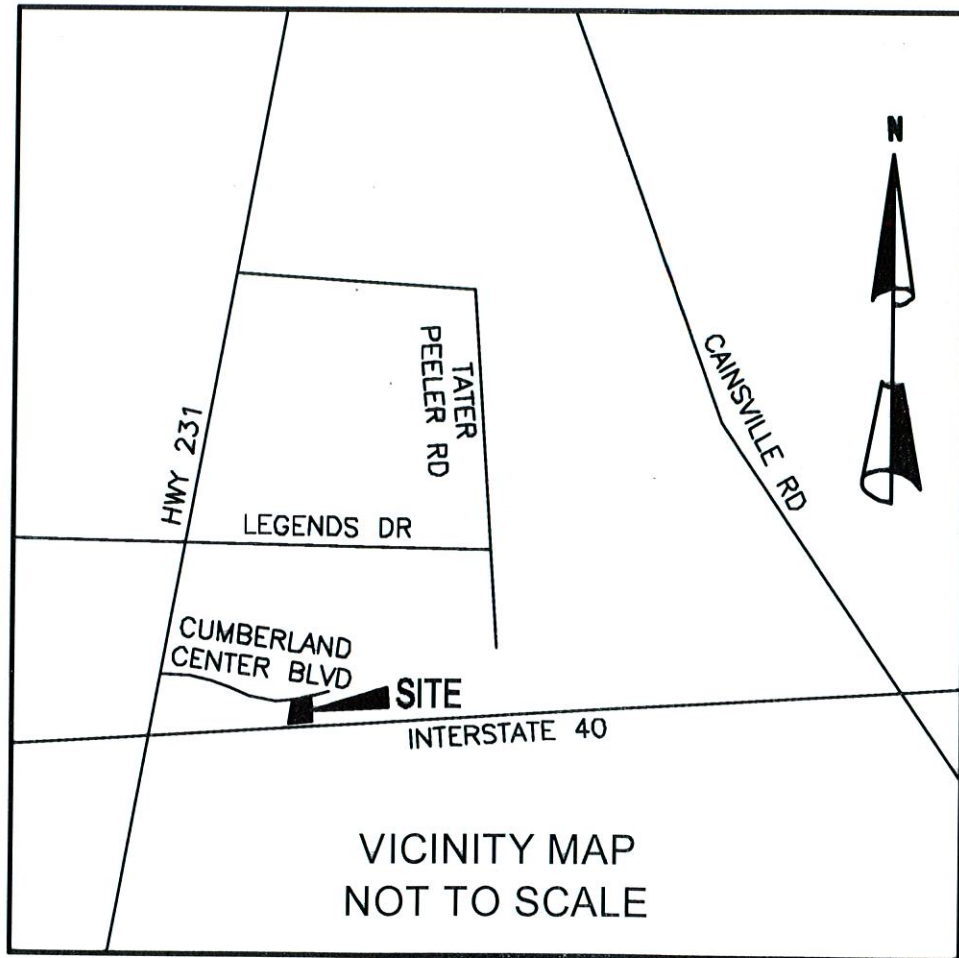 N
TATER
PEELER RD
CAINSVILLE RD
HWY 231
LEGENDS DR
CUMBERLAND
CENTER BLVD
SITE
INTERSTATE 40
VICINITY MAP
NOT TO SCALE